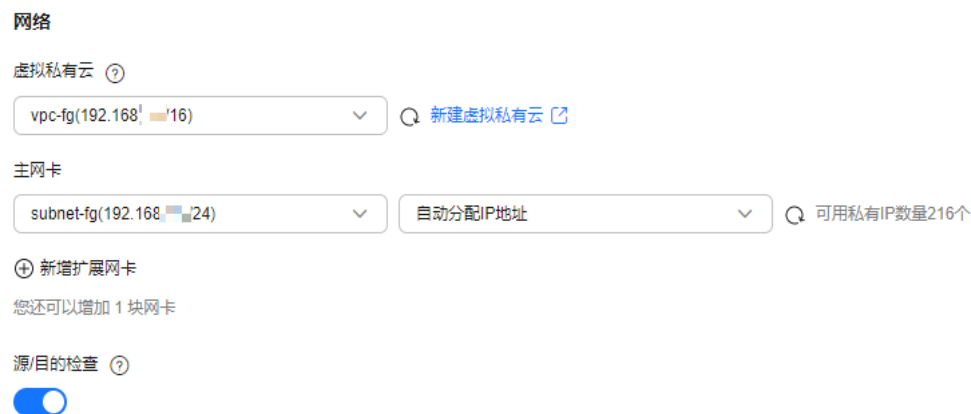 网络
虚拟私有云
vpc-fg(192.168 /16)
新建虚拟私有云
主网卡
subnet-fg(192.168 /24)
自动分配IP地址
可用私有IP数量216个
新增扩展网卡
您还可以增加 1 块网卡
源/目的检查